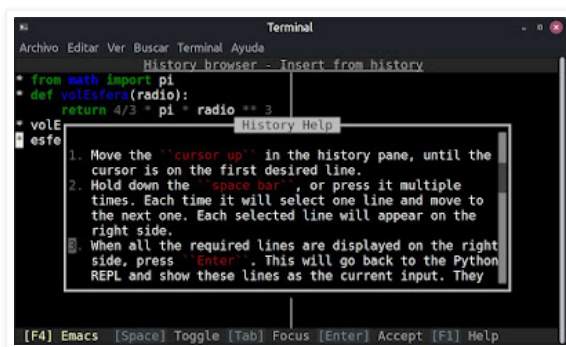 Terminal
Archivo Editar Ver Buscar Terminal Ayuda
History browser - Insert from history
* from math import pi
* def volEsfera(radio):
return 4/3 * pi * radio ** 3
* volE
* esfe
History Help
1. Move the ``cursor up`` in the history pane, until the
cursor is on the first desired line.
2. Hold down the ``space bar``, or press it multiple
times. Each time it will select one line and move to
the next one. Each selected line will appear on the
right side.
3. When all the required lines are displayed on the right
side, press ``Enter``. This will go back to the Python
REPL and show these lines as the current input. They
[F4] Emacs [Space] Toggle [Tab] Focus [Enter] Accept [F1] Help